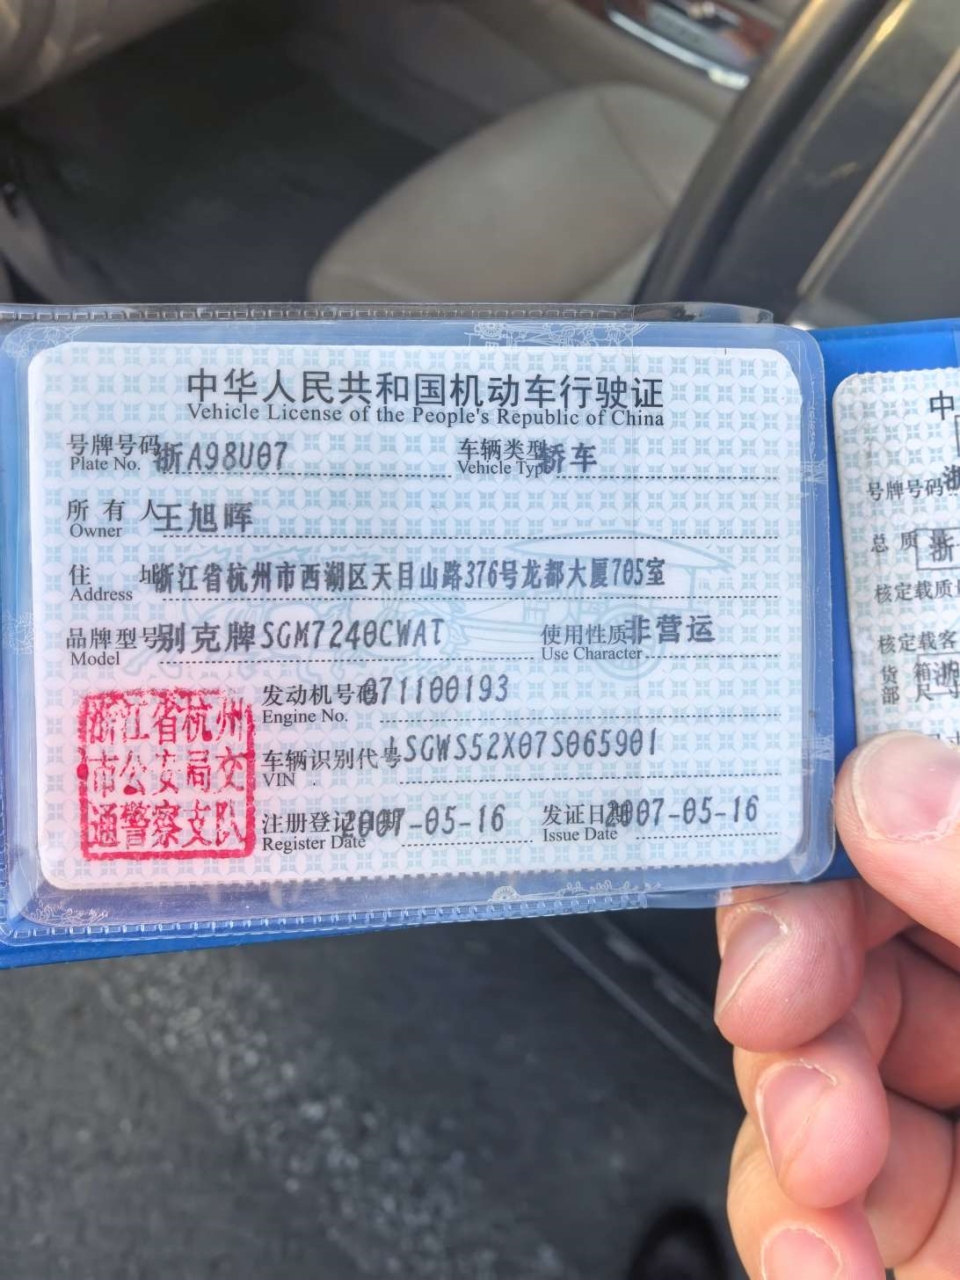 中华人民共和国机动车行驶证
Vehicle License of the People's Republic of China
号牌号码 浙A98U07 车辆类型 轿车
Plate No. Vehicle Type
所有人 王旭晖
Owner
住址 浙江省杭州市西湖区天目山路376号龙都大厦705室
Address
品牌型号 别克牌SGM7240CWAT 使用性质 非营运
Model Use Character
发动机号码 071100193
Engine No.
车辆识别代号 LSGWS52X07S065901
VIN
注册登记日期 2007-05-16 发证日期 2007-05-16
Register Date Issue Date
浙江省杭州
市公安局交
通警察支队
中
号牌号码 浙
总质
核定载质量
核定载客
货箱 浙
部尺寸